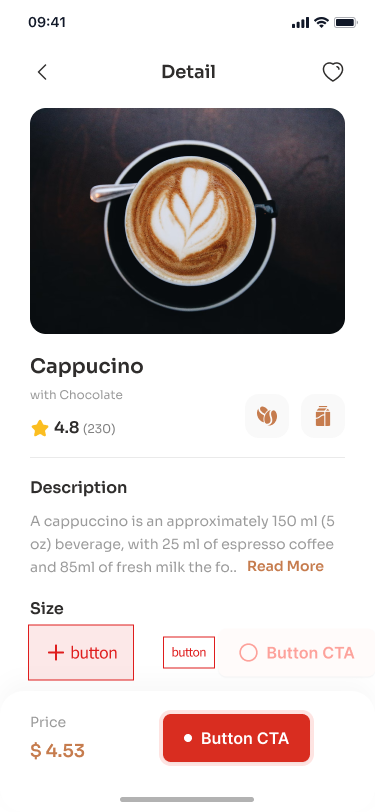 09:41
Detail
Cappucino
with Chocolate
4.8 (230)
Description
A cappuccino is an approximately 150 ml (5
oz) beverage, with 25 ml of espresso coffee
and 85ml of fresh milk the fo.. Read More
Size
button
button
Button CTA
Price
$ 4.53
Button CTA